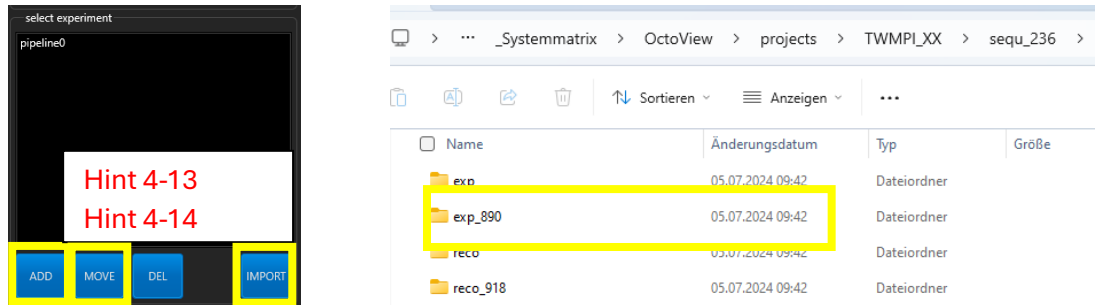 select experiment
pipeline0
Hint 4-13
Hint 4-14
ADD MOVE DEL IMPORT
> ··· _Systemmatrix > OctoView > projects > TWMPI_XX > sequ_236 >
Sortieren Anzeigen ···
Name Änderungsdatum Typ Größe
exp 05.07.2024 09:42 Dateiordner
exp_890 05.07.2024 09:42 Dateiordner
reco 05.07.2024 09:42 Dateiordner
reco_918 05.07.2024 09:42 Dateiordner